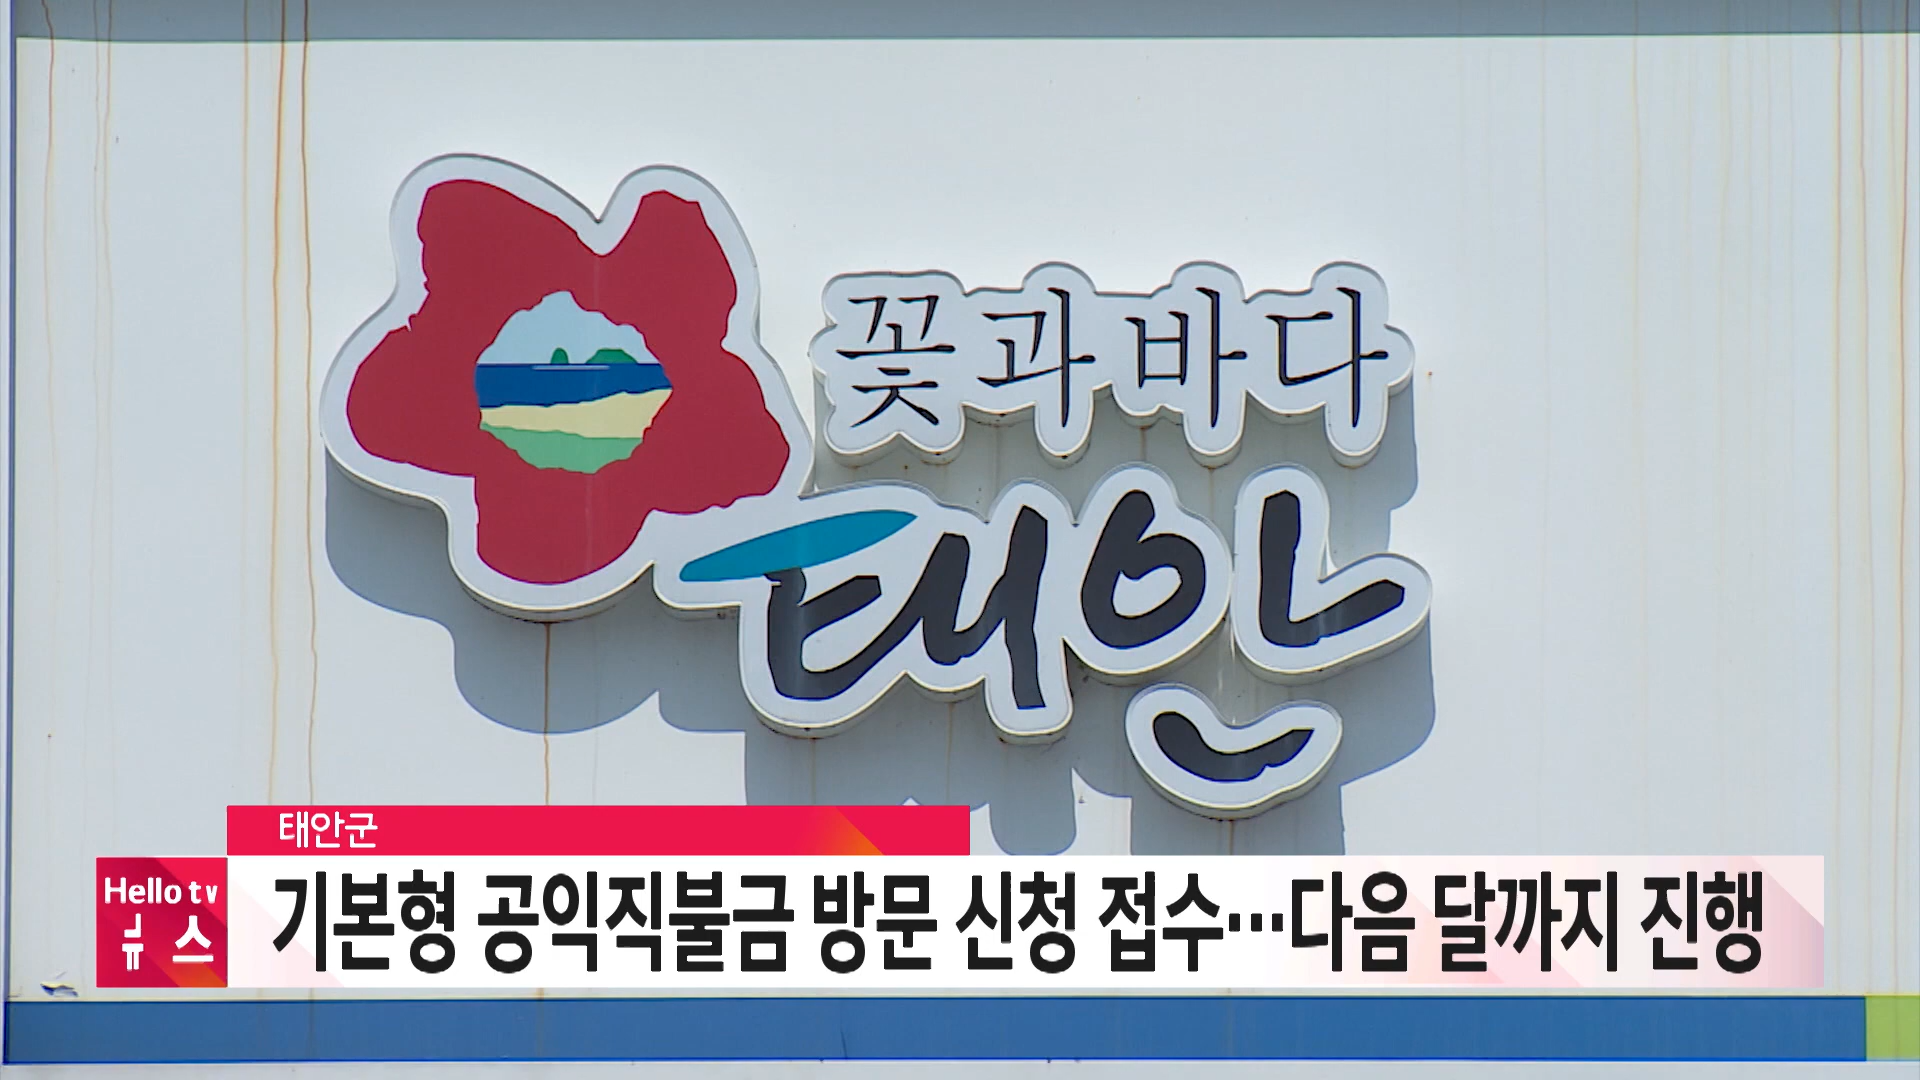 꽃과바다
태안
태안군
Hello tv
뉴스
기본형 공익직불금 방문 신청 접수…다음 달까지 진행